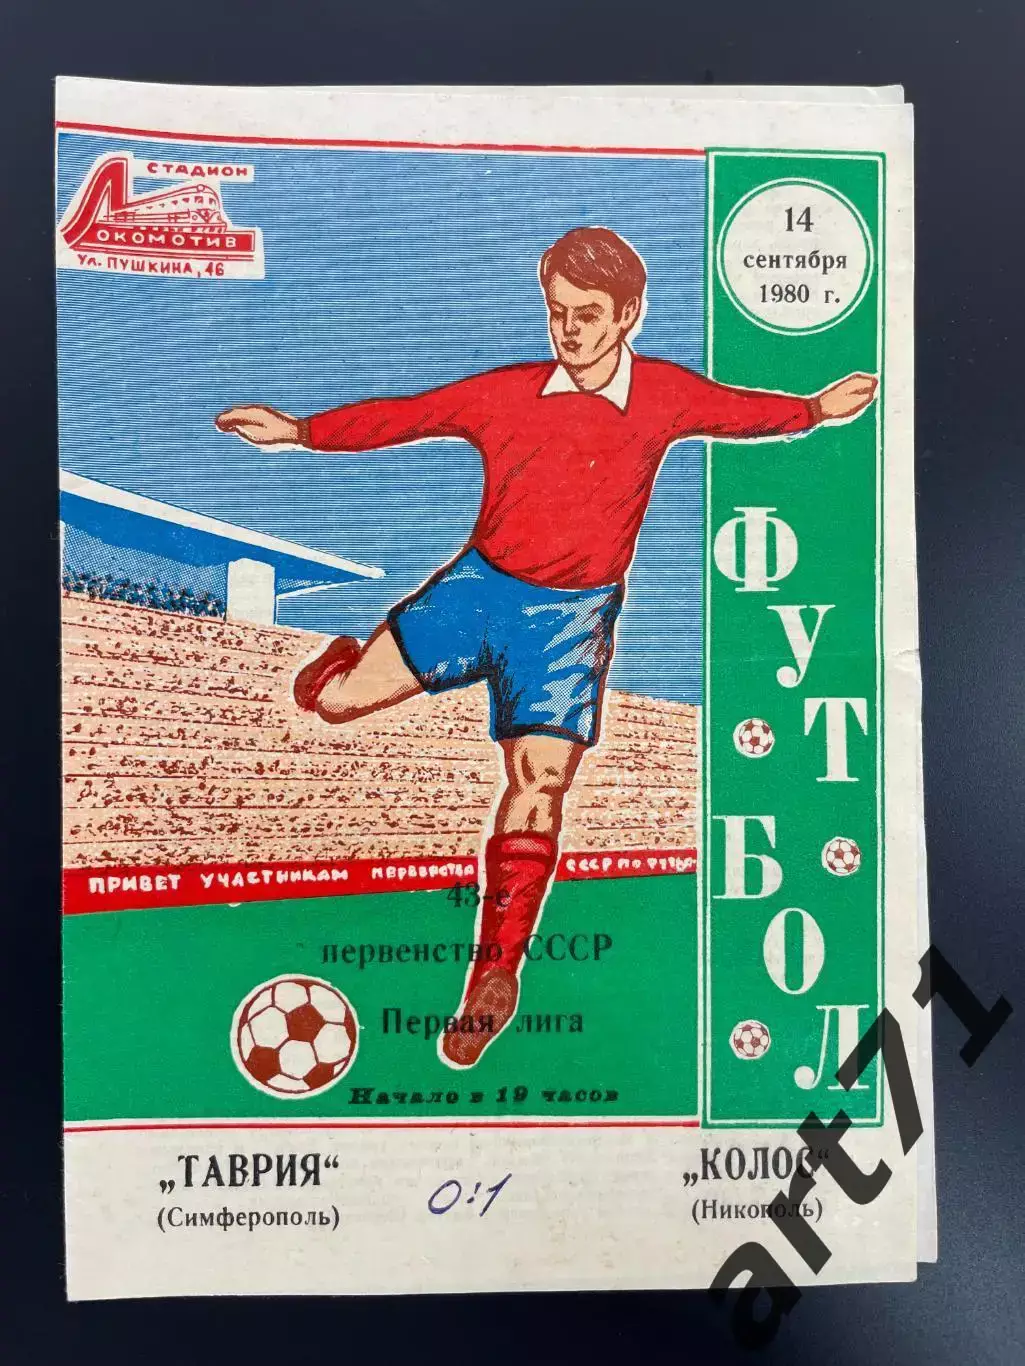 СТАДИОН
ЛОКОМОТИВ
УЛ. ПУШКИНА, 46
14
сентября
1980 г.
ФУТБОЛ
ПРИВЕТ УЧАСТНИКАМ ПЕРВЕНСТВА СССР ПО
43-е
первенство СССР
Первая лига
Начало в 19 часов
„ТАВРИЯ“
(Симферополь)
0:1
„КОЛОС“
(Никополь)
art71